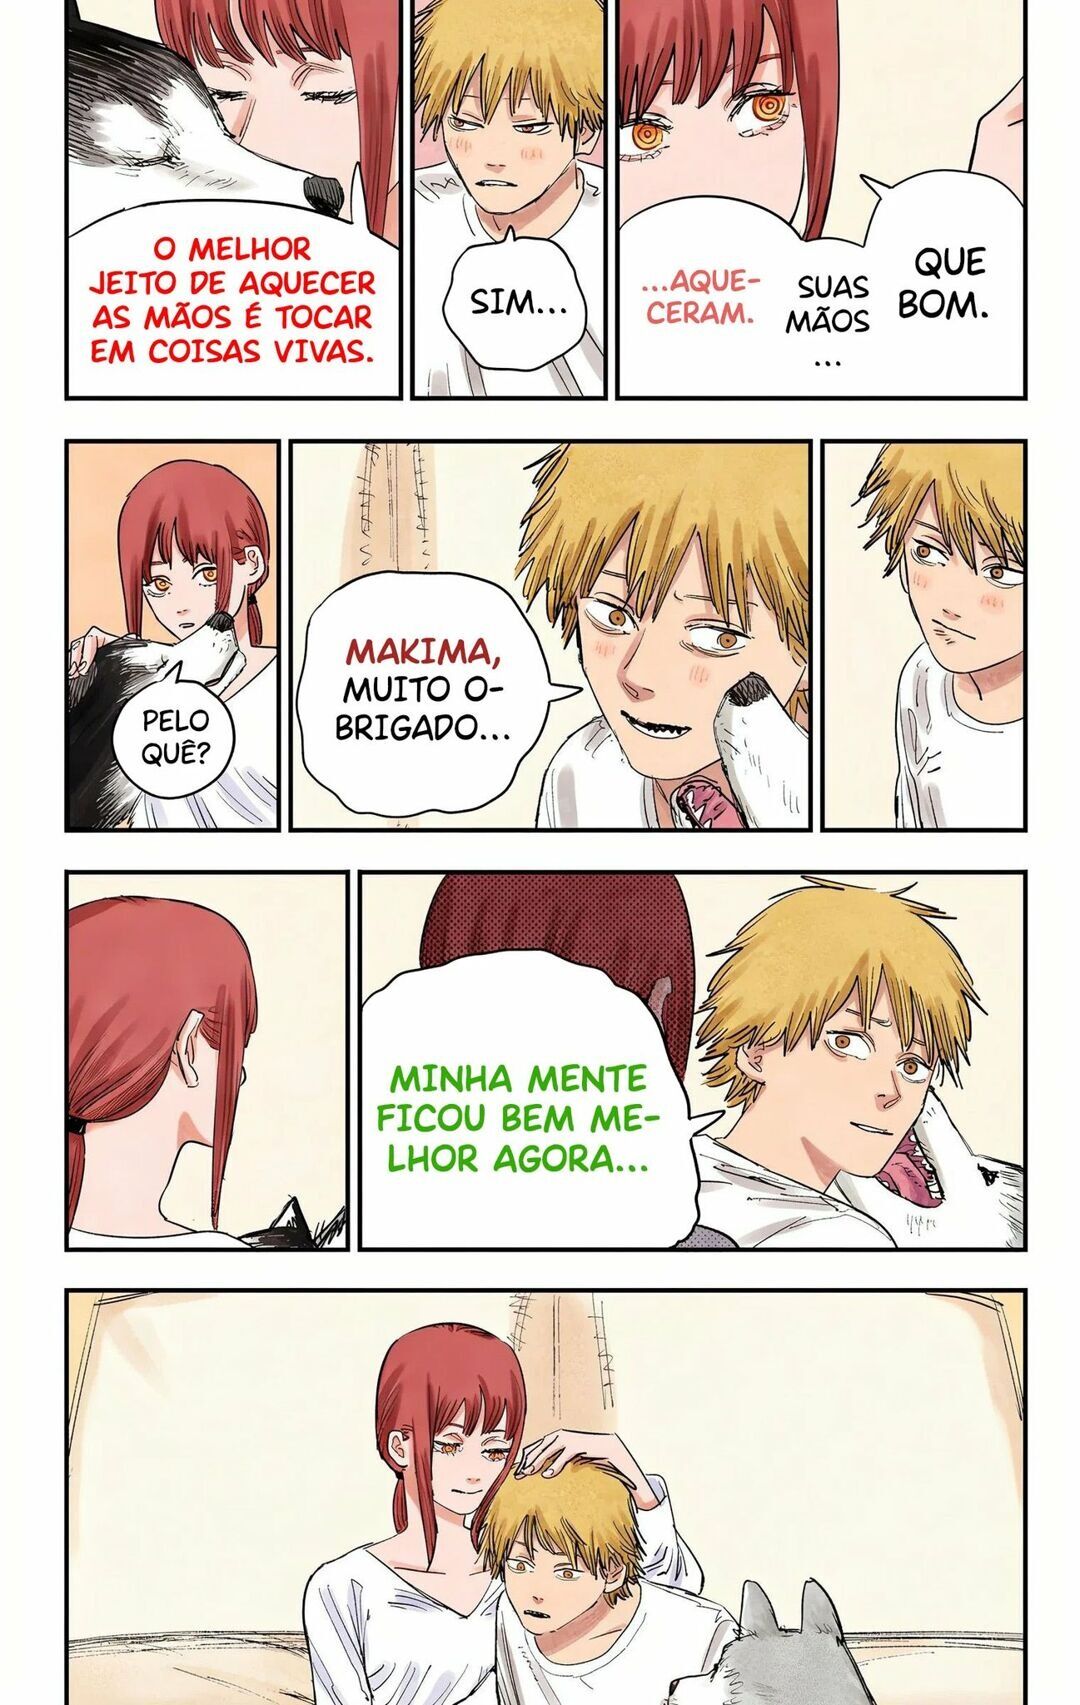 QUE
BOM.
SUAS
MÃOS
...
...AQUE-
CERAM.
SIM...
O MELHOR
JEITO DE AQUECER
AS MÃOS É TOCAR
EM COISAS VIVAS.
MAKIMA,
MUITO O-
BRIGADO...
PELO
QUÊ?
MINHA MENTE
FICOU BEM ME-
LHOR AGORA...